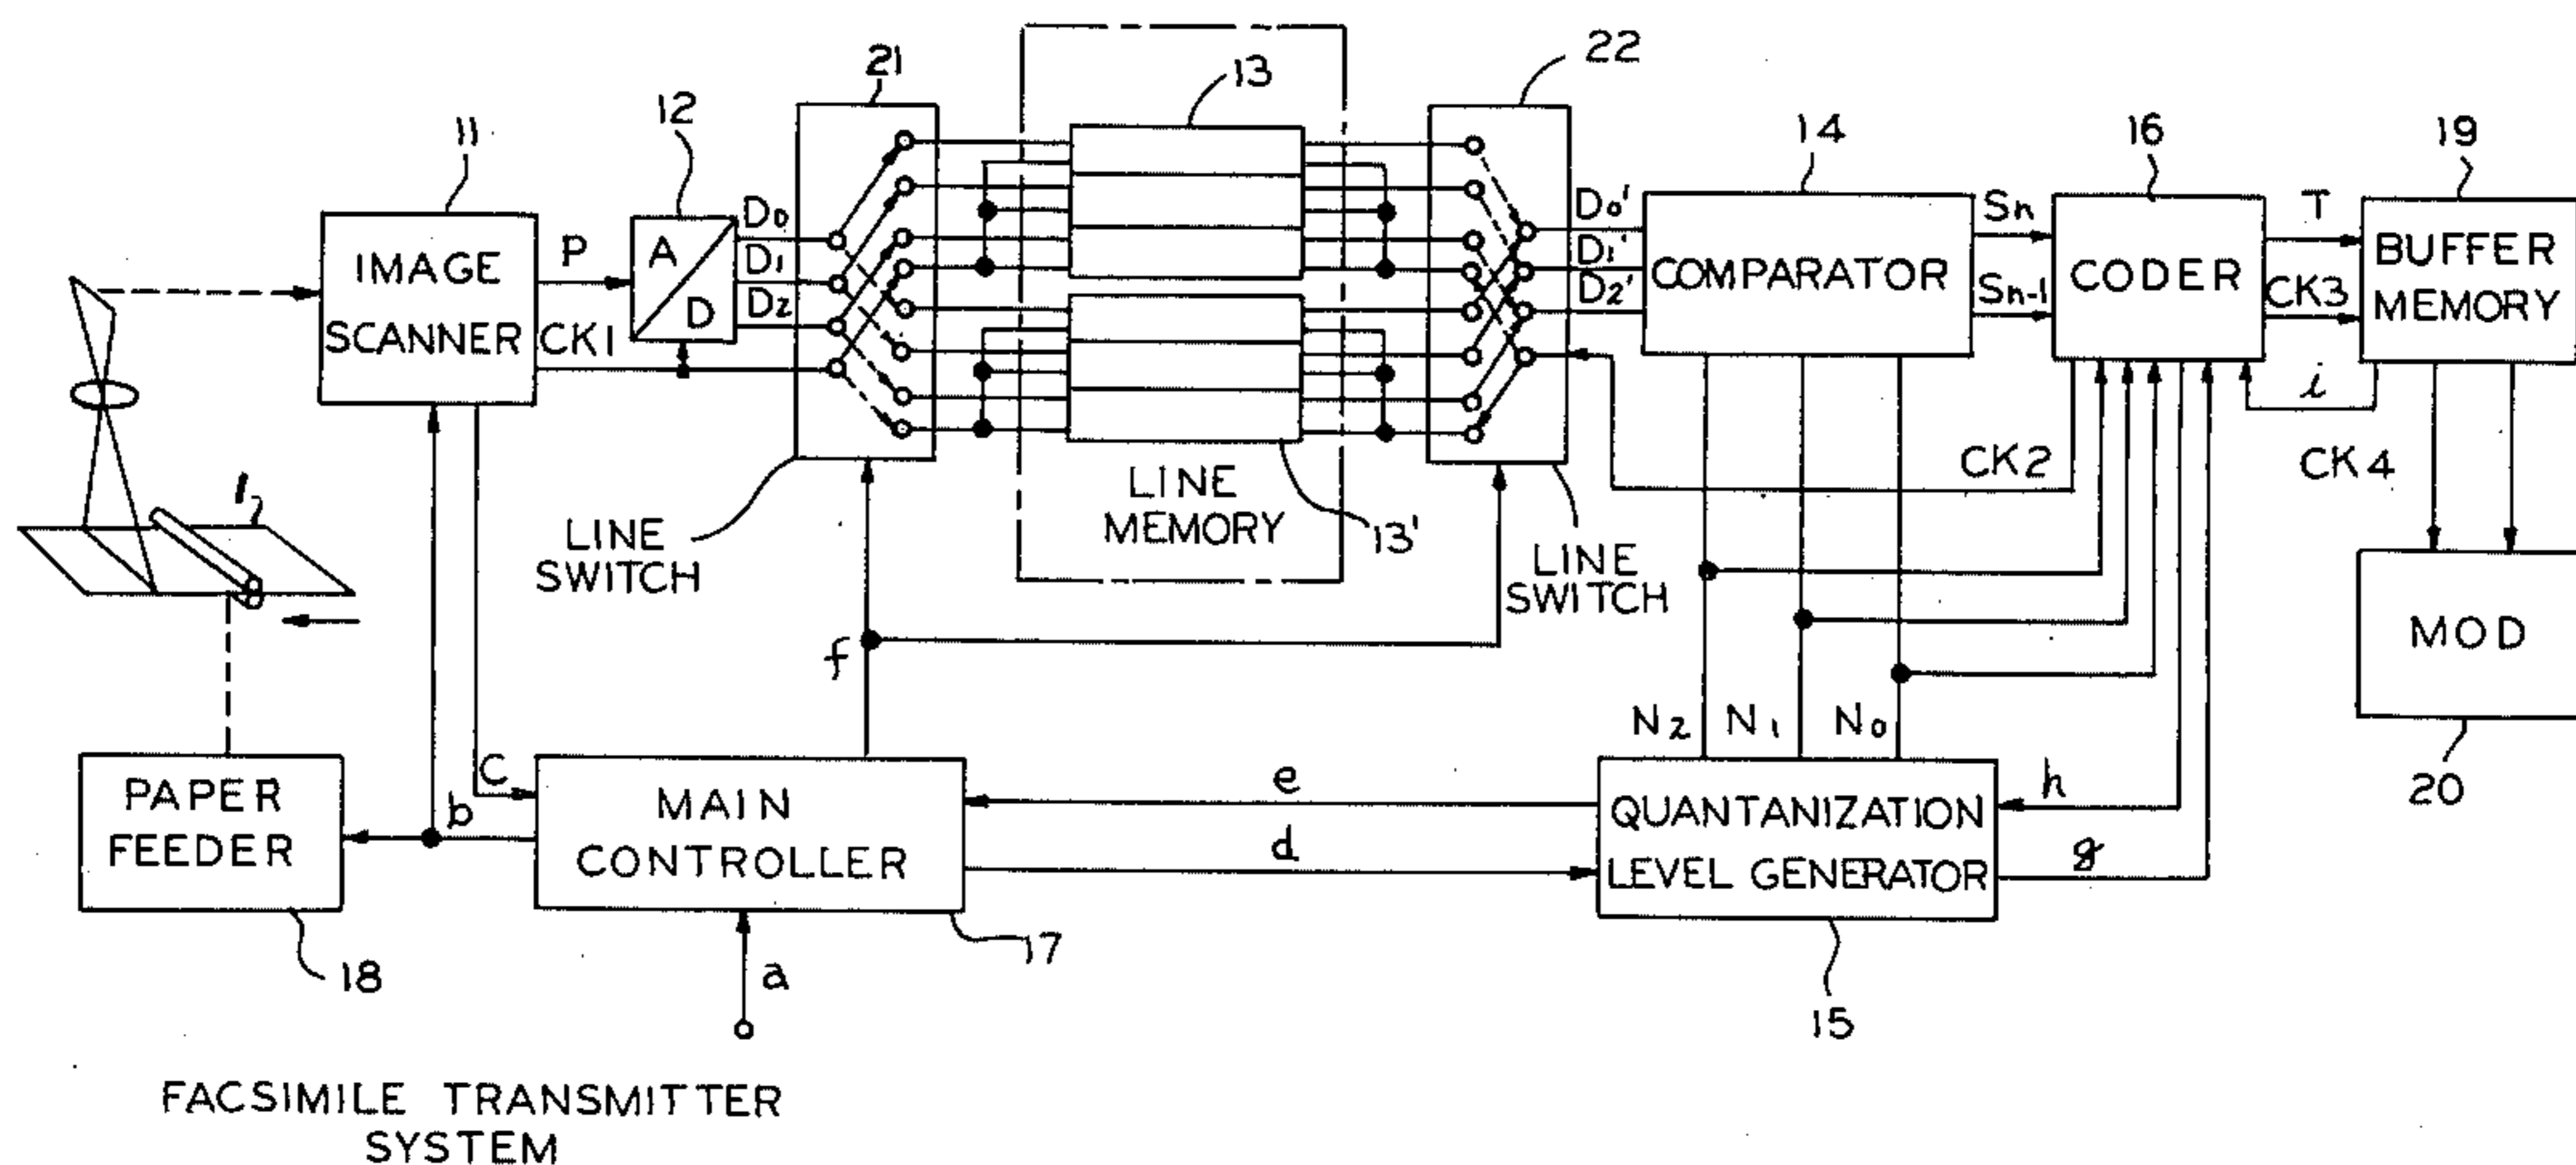 21
13
22
12
11
14
16
19
IMAGE
SCANNER
P
CK1
A
D
D0
D1
D2
D0'
D1'
D2'
COMPARATOR
Sn
Sn-1
CODER
T
CK3
BUFFER
MEMORY
i
1
LINE
SWITCH
LINE
MEMORY
13'
LINE
SWITCH
CK2
CK4
MOD
20
f
N2
N1
N0
PAPER
FEEDER
18
c
b
MAIN
CONTROLLER
17
a
e
d
QUANTANIZATION
LEVEL GENERATOR
15
h
g
FACSIMILE TRANSMITTER
SYSTEM